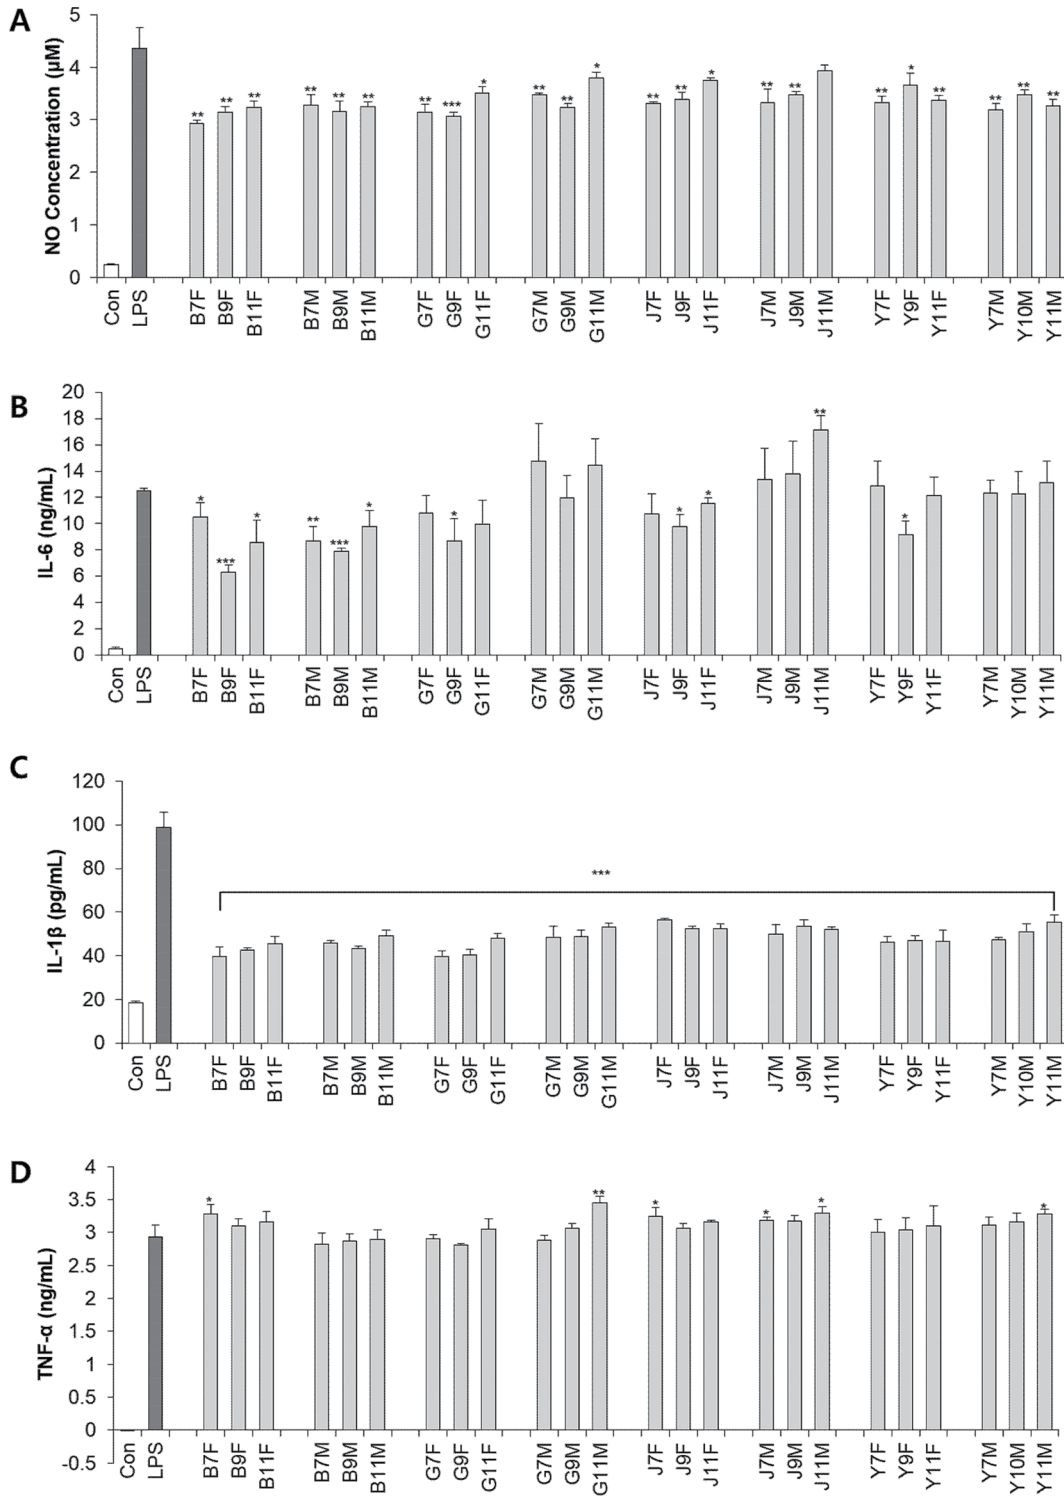 A
NO Concentration (μM)
5
4
3
2
1
0
** ** ** ** ** ** ** *** * ** ** * ** ** * ** ** ** * ** ** ** **
Con LPS B7F B9F B11F B7M B9M B11M G7F G9F G11F G7M G9M G11M J7F J9F J11F J7M J9M J11M Y7F Y9F Y11F Y7M Y10M Y11M
B
IL-6 (ng/mL)
20
18
16
14
12
10
8
6
4
2
0
* *** * ** *** * * * * ** *
Con LPS B7F B9F B11F B7M B9M B11M G7F G9F G11F G7M G9M G11M J7F J9F J11F J7M J9M J11M Y7F Y9F Y11F Y7M Y10M Y11M
C
IL-1β (pg/mL)
120
100
80
60
40
20
0
***
Con LPS B7F B9F B11F B7M B9M B11M G7F G9F G11F G7M G9M G11M J7F J9F J11F J7M J9M J11M Y7F Y9F Y11F Y7M Y10M Y11M
D
TNF-α (ng/mL)
4
3.5
3
2.5
2
1.5
1
0.5
0
-0.5
* ** * * * *
Con LPS B7F B9F B11F B7M B9M B11M G7F G9F G11F G7M G9M G11M J7F J9F J11F J7M J9M J11M Y7F Y9F Y11F Y7M Y10M Y11M